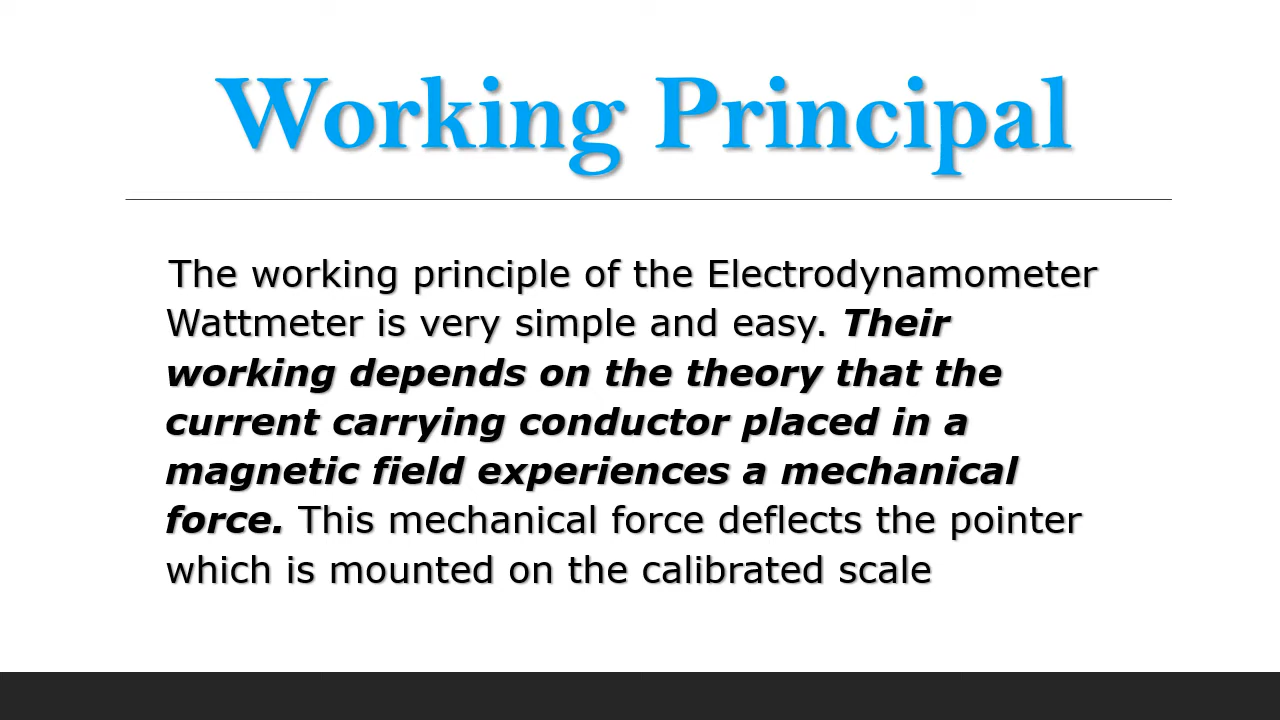 Working Principal
The working principle of the Electrodynamometer
Wattmeter is very simple and easy. Their
working depends on the theory that the
current carrying conductor placed in a
magnetic field experiences a mechanical
force. This mechanical force deflects the pointer
which is mounted on the calibrated scale